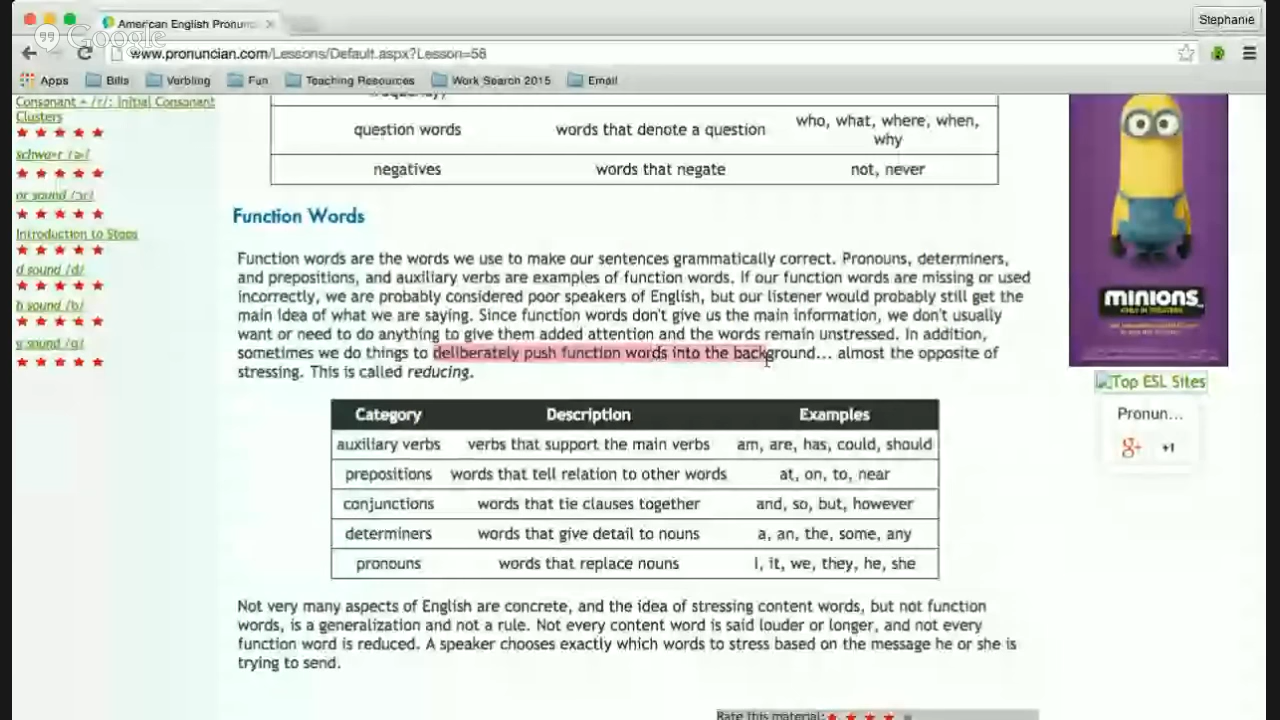 American English Pronunc
Stephanie
Google
www.pronuncian.com/Lessons/Default.aspx?Lesson=58
Apps Bills Vorbling Fun Teaching Resources Work Search 2015 Email
Consonant + /r/: Initial Consonant
Clusters
schwa+r /ɚ/
or sound /ɔr/
Introduction to Stops
d sound /d/
b sound /b/
g sound /g/
question words words that denote a question who, what, where, when,
why
negatives words that negate not, never
Function Words
Function words are the words we use to make our sentences grammatically correct. Pronouns, determiners,
and prepositions, and auxiliary verbs are examples of function words. If our function words are missing or used
incorrectly, we are probably considered poor speakers of English, but our listener would probably still get the
main idea of what we are saying. Since function words don't give us the main information, we don't usually
want or need to do anything to give them added attention and the words remain unstressed. In addition,
sometimes we do things to deliberately push function words into the background... almost the opposite of
stressing. This is called reducing.
Category Description Examples
auxiliary verbs verbs that support the main verbs am, are, has, could, should
prepositions words that tell relation to other words at, on, to, near
conjunctions words that tie clauses together and, so, but, however
determiners words that give detail to nouns a, an, the, some, any
pronouns words that replace nouns I, it, we, they, he, she
Not very many aspects of English are concrete, and the idea of stressing content words, but not function
words, is a generalization and not a rule. Not every content word is said louder or longer, and not every
function word is reduced. A speaker chooses exactly which words to stress based on the message he or she is
trying to send.
Rate this material:
MINIONS
Top ESL Sites
Pronun...
g+ +1